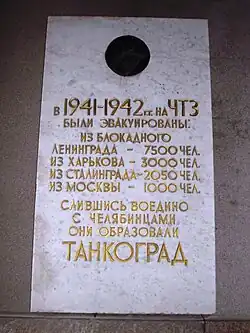 в 1941-1942 гг. на ЧТЗ
были эвакуированы:
из блокадного
Ленинграда - 7500 чел.
из Харькова - 3000 чел.
из Сталинграда - 2050 чел.
из Москвы - 1000 чел.
слившись воедино
с челябинцами,
они образовали
ТАНКОГРАД